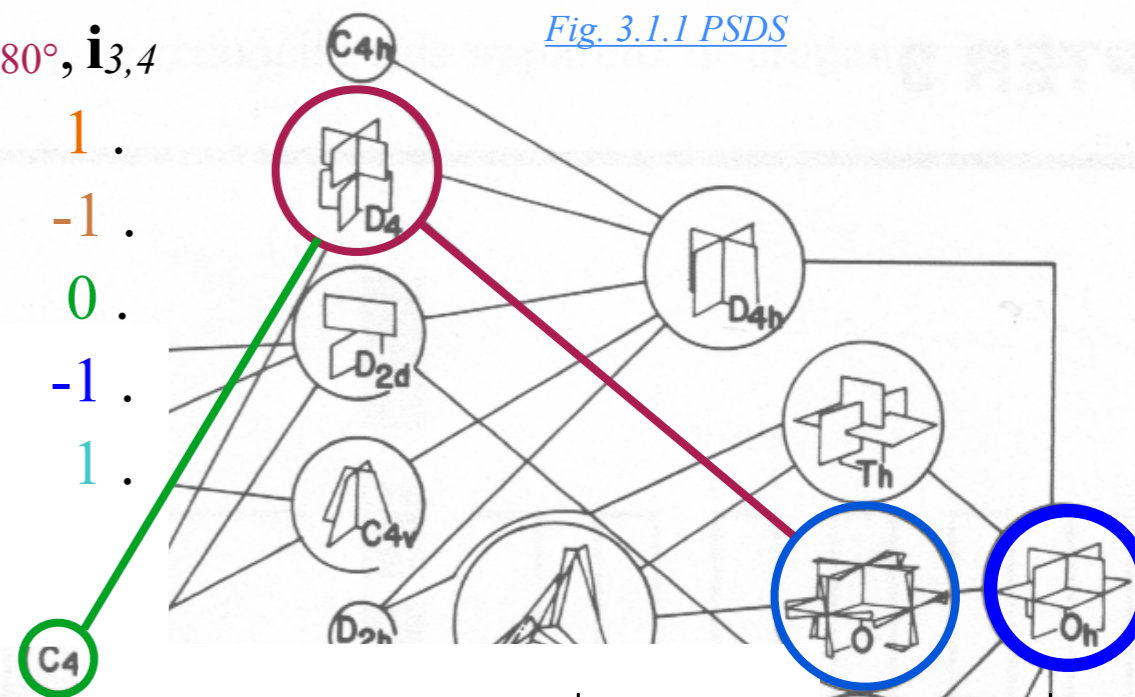 Fig. 3.1.1 PSDS
80°, i3,4
1 .
-1 .
0 .
-1 .
1 .
C4h
D4
D4h
D2d
Th
C4v
D2h
O
Oh
C4